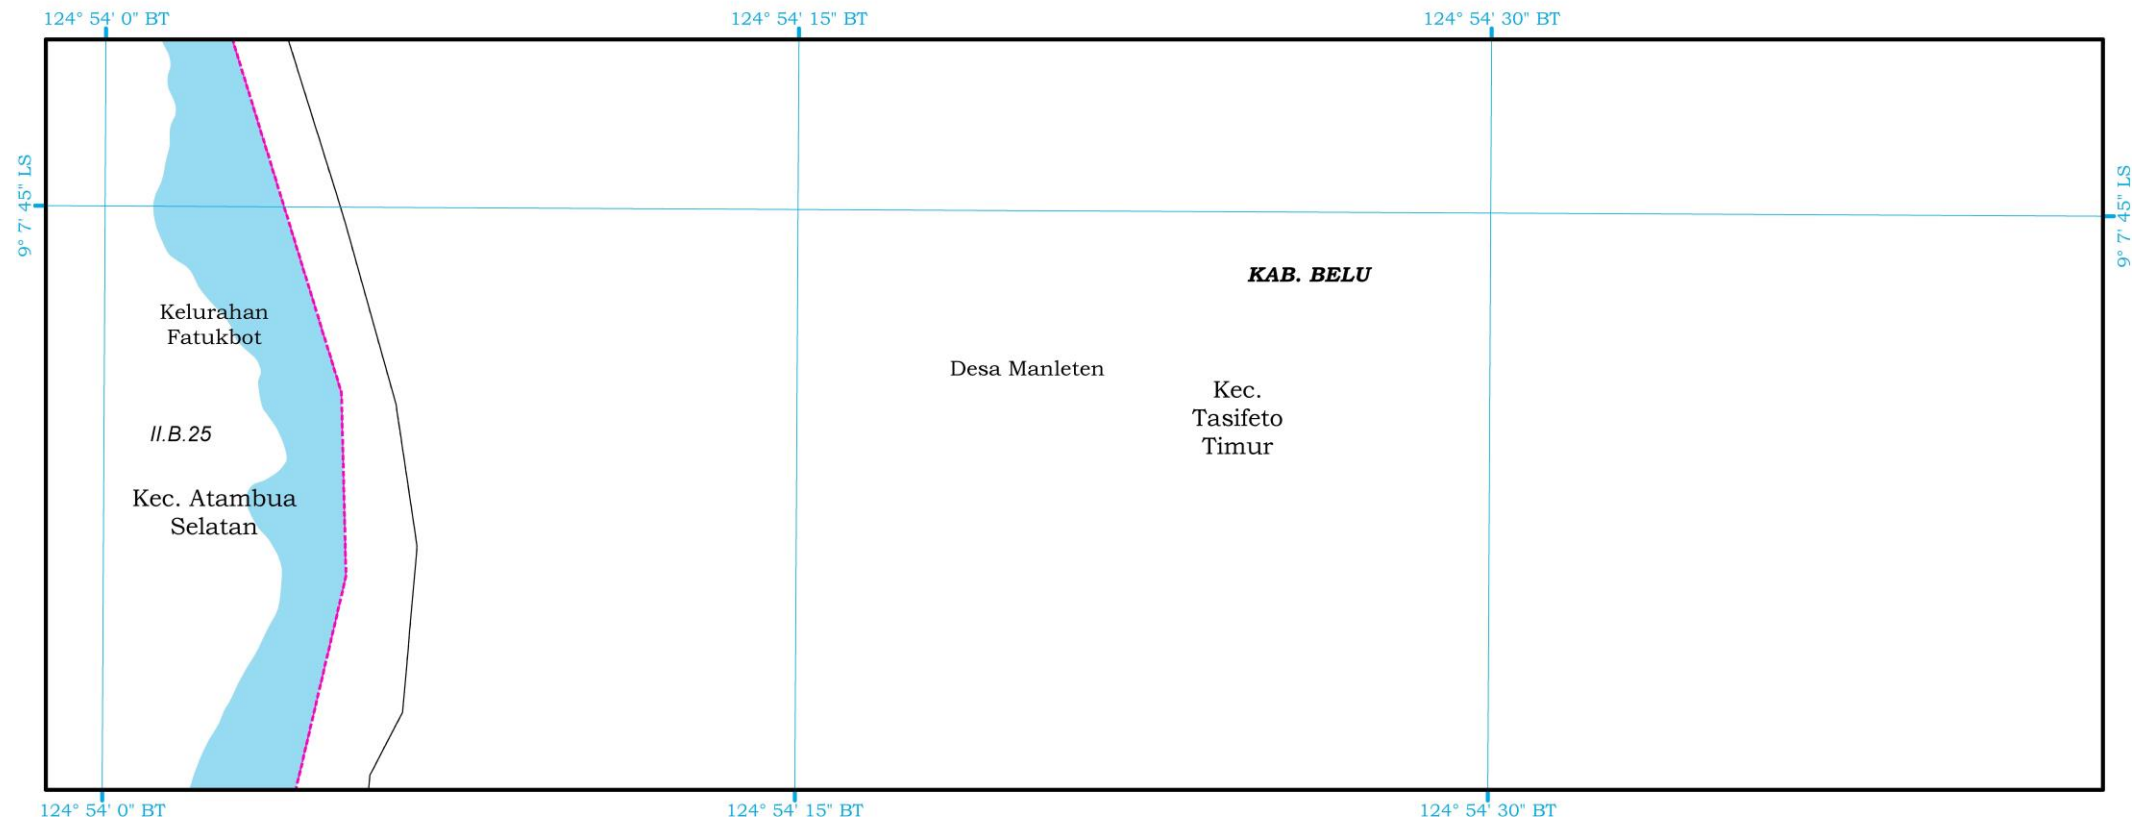 124° 54' 0" BT
124° 54' 15" BT
124° 54' 30" BT
9° 7' 45" LS
9° 7' 45" LS
KAB. BELU
Kelurahan
Fatukbot
Desa Manleten
Kec.
Tasifeto
Timur
II.B.25
Kec. Atambua
Selatan
124° 54' 0" BT
124° 54' 15" BT
124° 54' 30" BT